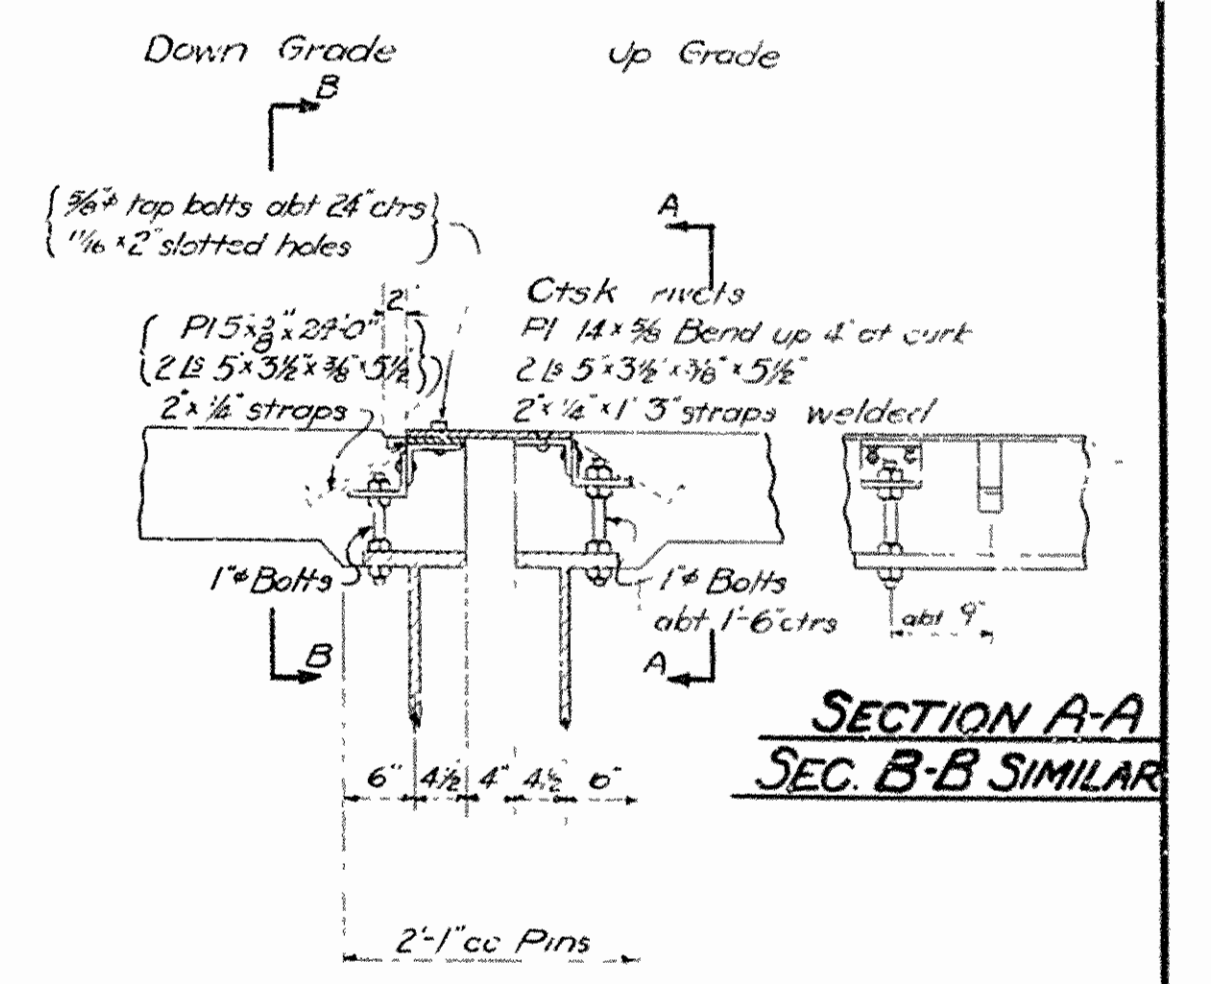 Down Grade
Up Grade
B
5/8"φ tap bolts abt 24" ctrs
11/16 × 2" slotted holes
A
2"
Ctsk rivets
Pl 5" × 3/8" × 24'-0"
Pl 14 × 5/8 Bend up 4" at curb
2 Ls 5" × 3 1/2" × 3/8" × 5 1/2"
2 Ls 5" × 3 1/2" × 3/8" × 5 1/2"
2" × 1/4" straps
2" × 1/4" × 1' 3" straps welded
1"φ Bolts
1"φ Bolts
abt 1'-6" ctrs
abt 9"
B
A
SECTION A-A
SEC. B-B SIMILAR
6" 4 1/2" 4" 4 1/2" 6"
2'-1" cc Pins